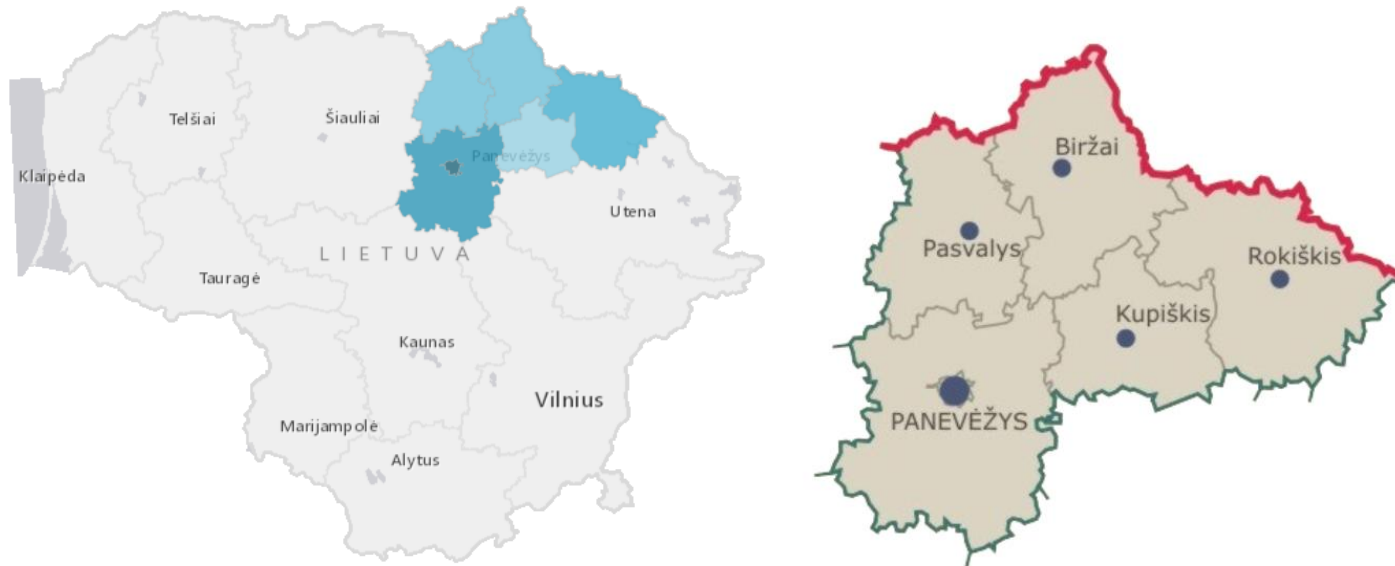 Telšiai
Šiauliai
Panevėžys
Klaipėda
Utena
LIETUVA
Tauragė
Kaunas
Vilnius
Marijampolė
Alytus
Biržai
Pasvalys
Rokiškis
Kupiškis
PANEVĖŽYS